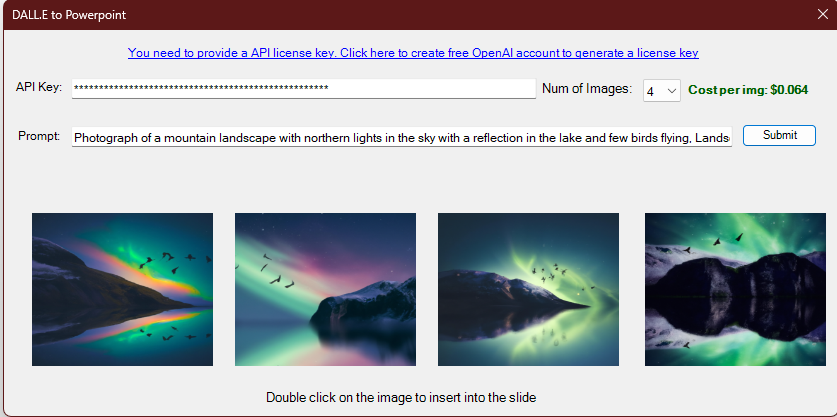 DALL.E to Powerpoint
You need to provide a API license key. Click here to create free OpenAI account to generate a license key
API Key: *************************************************** Num of Images: 4 Cost per img: $0.064
Prompt: Photograph of a mountain landscape with northern lights in the sky with a reflection in the lake and few birds flying, Lands Submit
Double click on the image to insert into the slide